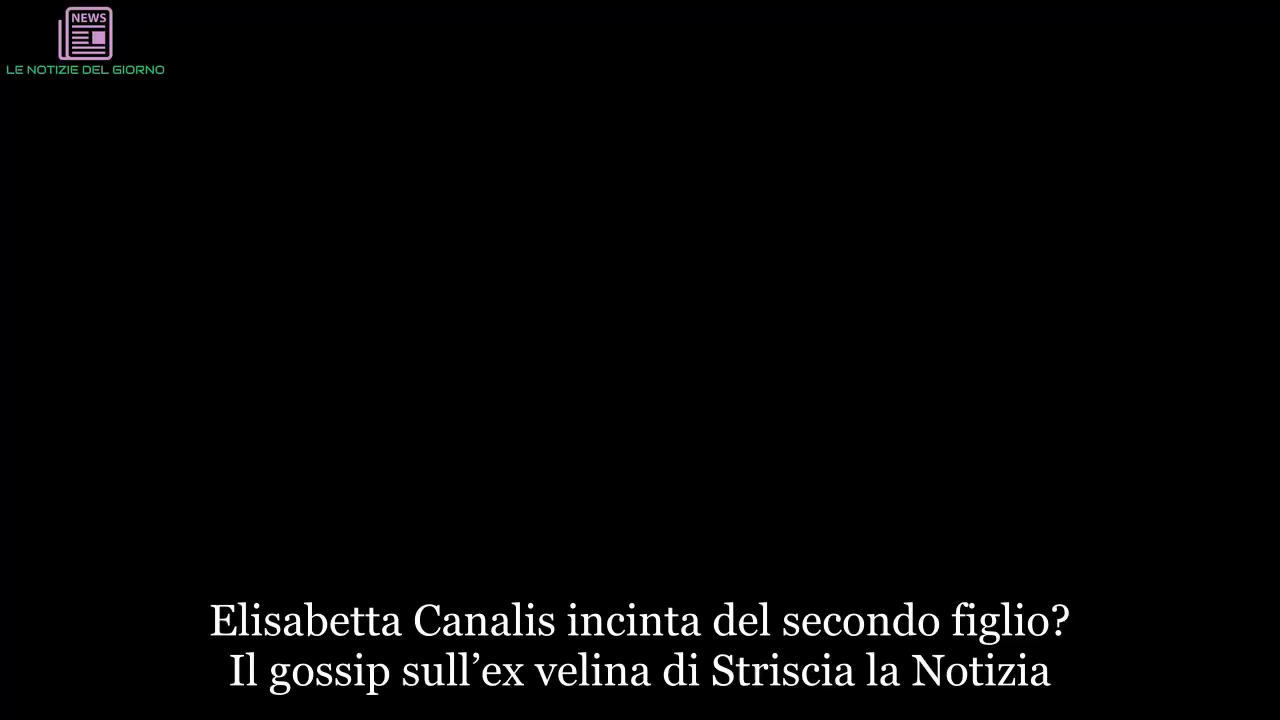 NEWS
LE NOTIZIE DEL GIORNO
Elisabetta Canalis incinta del secondo figlio?
Il gossip sull’ex velina di Striscia la Notizia